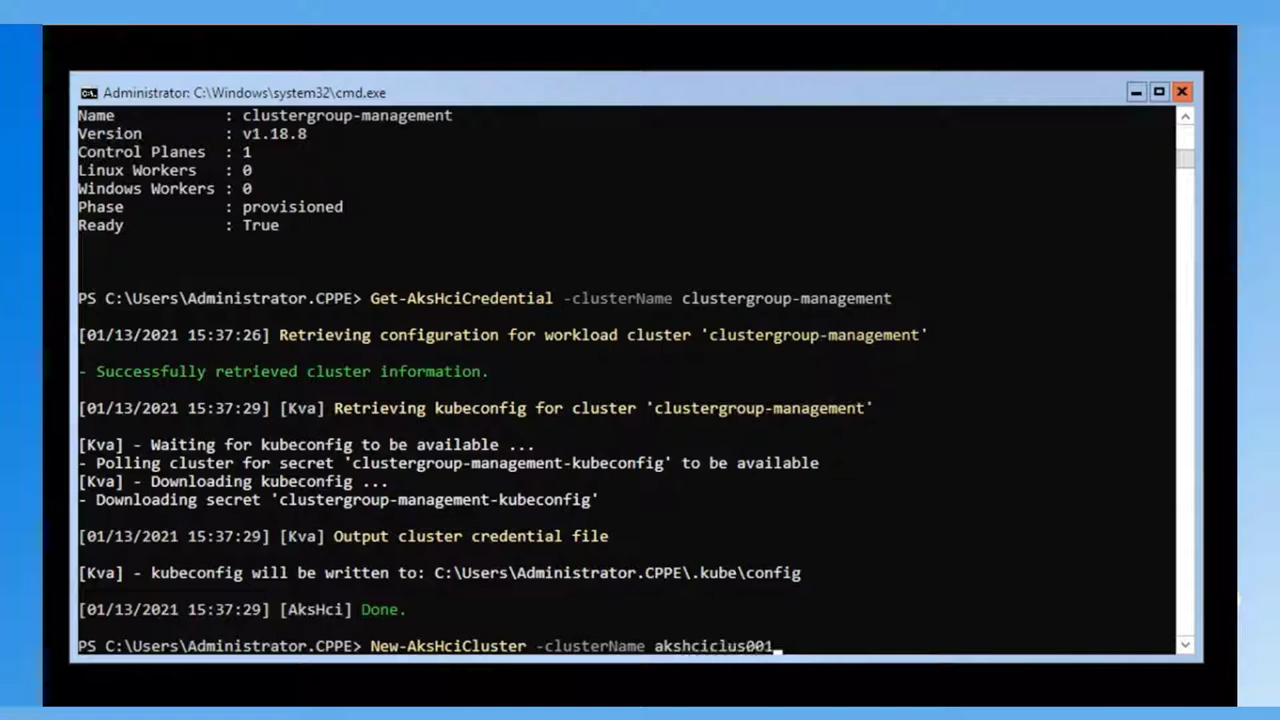 Administrator: C:\Windows\system32\cmd.exe
Name : clustergroup-management
Version : v1.18.8
Control Planes : 1
Linux Workers : 0
Windows Workers : 0
Phase : provisioned
Ready : True
PS C:\Users\Administrator.CPPE> Get-AksHciCredential -clusterName clustergroup-management
[01/13/2021 15:37:26] Retrieving configuration for workload cluster 'clustergroup-management'
- Successfully retrieved cluster information.
[01/13/2021 15:37:29] [Kva] Retrieving kubeconfig for cluster 'clustergroup-management'
[Kva] - Waiting for kubeconfig to be available ...
- Polling cluster for secret 'clustergroup-management-kubeconfig' to be available
[Kva] - Downloading kubeconfig ...
- Downloading secret 'clustergroup-management-kubeconfig'
[01/13/2021 15:37:29] [Kva] Output cluster credential file
[Kva] - kubeconfig will be written to: C:\Users\Administrator.CPPE\.kube\config
[01/13/2021 15:37:29] [AksHci] Done.
PS C:\Users\Administrator.CPPE> New-AksHciCluster -clusterName akshciclus001